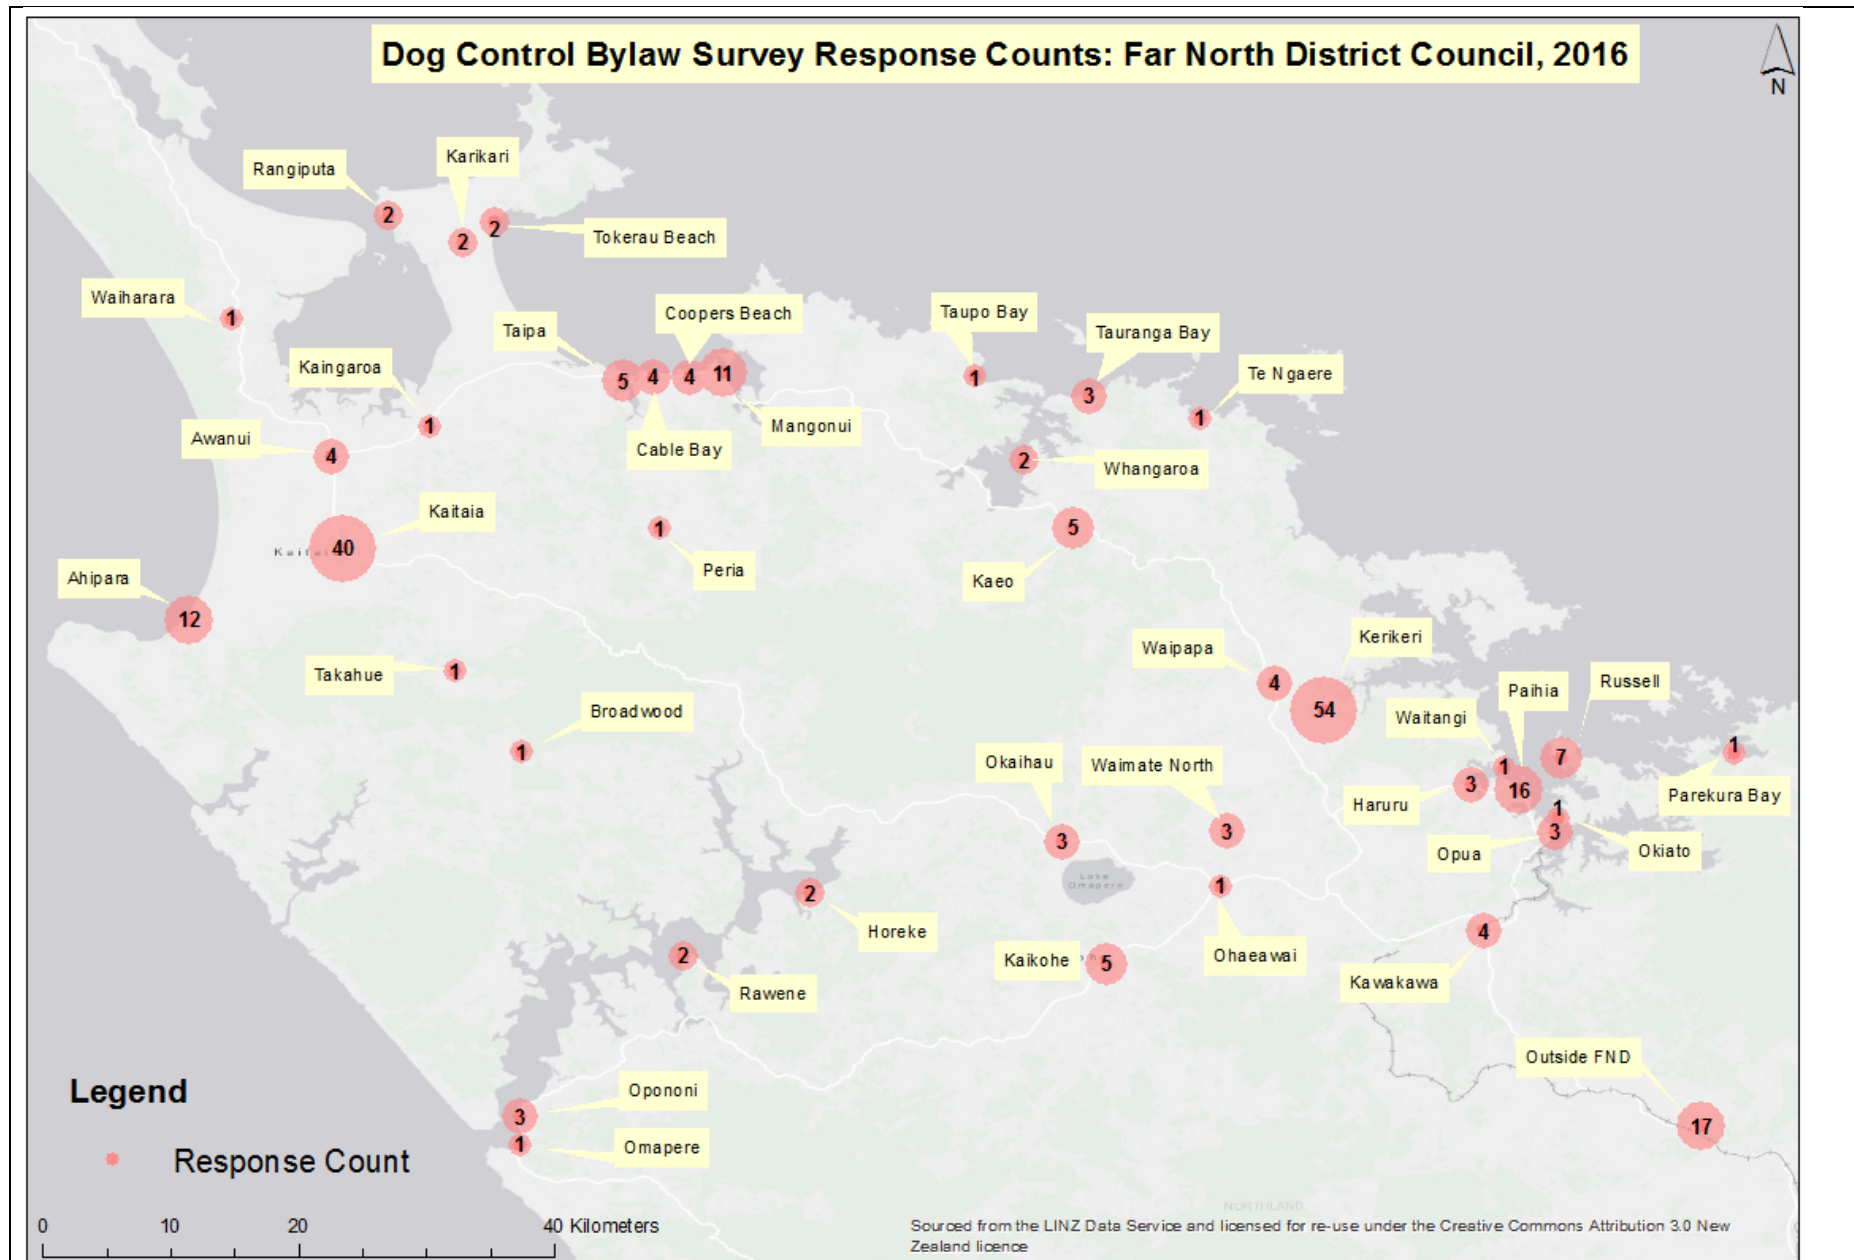 Dog Control Bylaw Survey Response Counts: Far North District Council, 2016
N
Karikari
Rangiputa
2
2
2
Tokerau Beach
Waiharara
1
Taipa
Coopers Beach
Taupo Bay
Tauranga Bay
Kaingaroa
Te Ngaere
5
4
4
11
1
3
1
1
Mangonui
Awanui
4
Cable Bay
2
Whangaroa
Kaitaia
40
1
5
Peria
Kaeo
Ahipara
12
Kerikeri
Waipapa
Takahue
1
4
54
Russell
Paihia
Waitangi
Broadwood
1
Okaihau
Waimate North
1
7
1
Haruru
3
16
Parekura Bay
3
3
1
3
Opua
Okiato
Lake
Omapere
2
1
Horeke
4
2
Kaikohe
5
Ohaeawai
Kawakawa
Rawene
Outside FND
17
Legend
Opononi
3
1
Omapere
Response Count
NORTHLAND
0 10 20 40 Kilometers
Sourced from the LINZ Data Service and licensed for re-use under the Creative Commons Attribution 3.0 New
Zealand licence